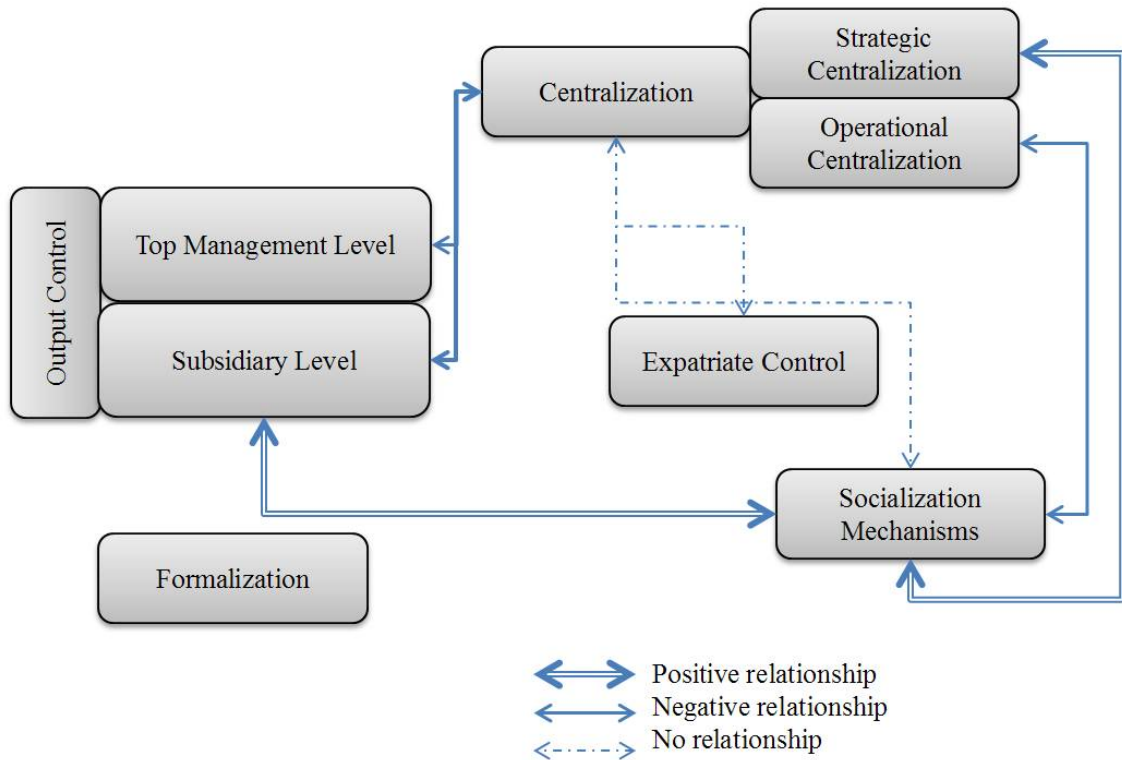 Strategic
Centralization
Centralization
Operational
Centralization
Output Control
Top Management Level
Subsidiary Level
Expatriate Control
Socialization
Mechanisms
Formalization
Positive relationship
Negative relationship
No relationship